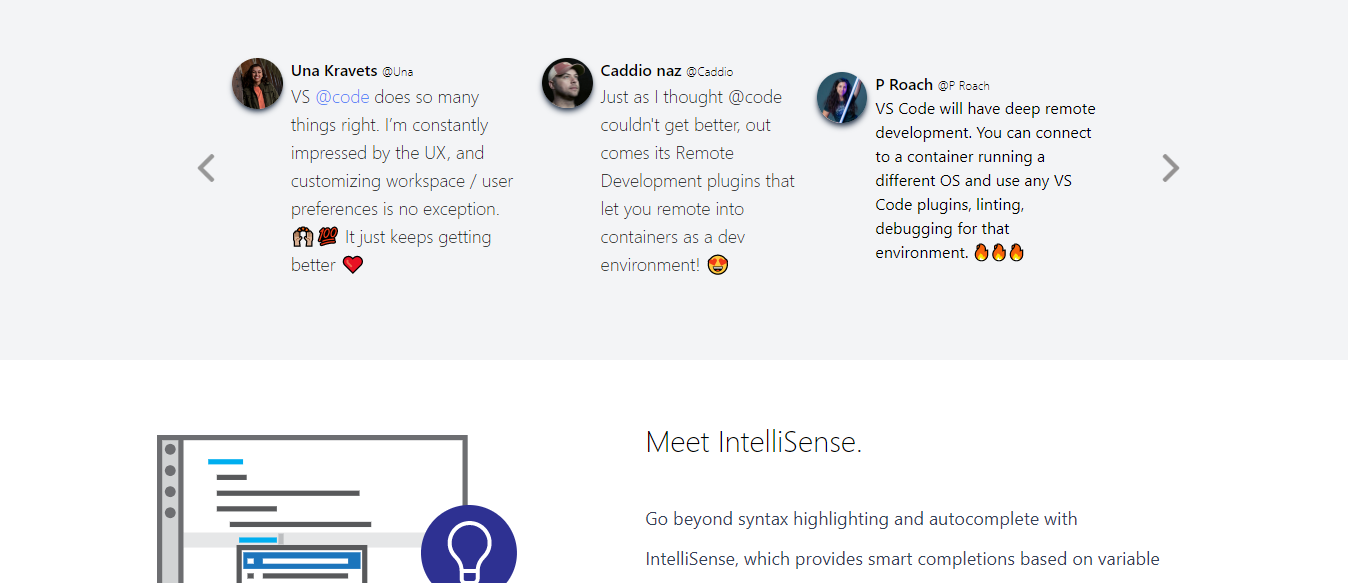 Una Kravets @Una
VS @code does so many
things right. I’m constantly
impressed by the UX, and
customizing workspace / user
preferences is no exception.
🙌🏽💯 It just keeps getting
better ❤️
Caddio naz @Caddio
Just as I thought @code
couldn't get better, out
comes its Remote
Development plugins that
let you remote into
containers as a dev
environment! 😍
P Roach @P Roach
VS Code will have deep remote
development. You can connect
to a container running a
different OS and use any VS
Code plugins, linting,
debugging for that
environment. 🔥🔥🔥
Meet IntelliSense.
Go beyond syntax highlighting and autocomplete with
IntelliSense, which provides smart completions based on variable